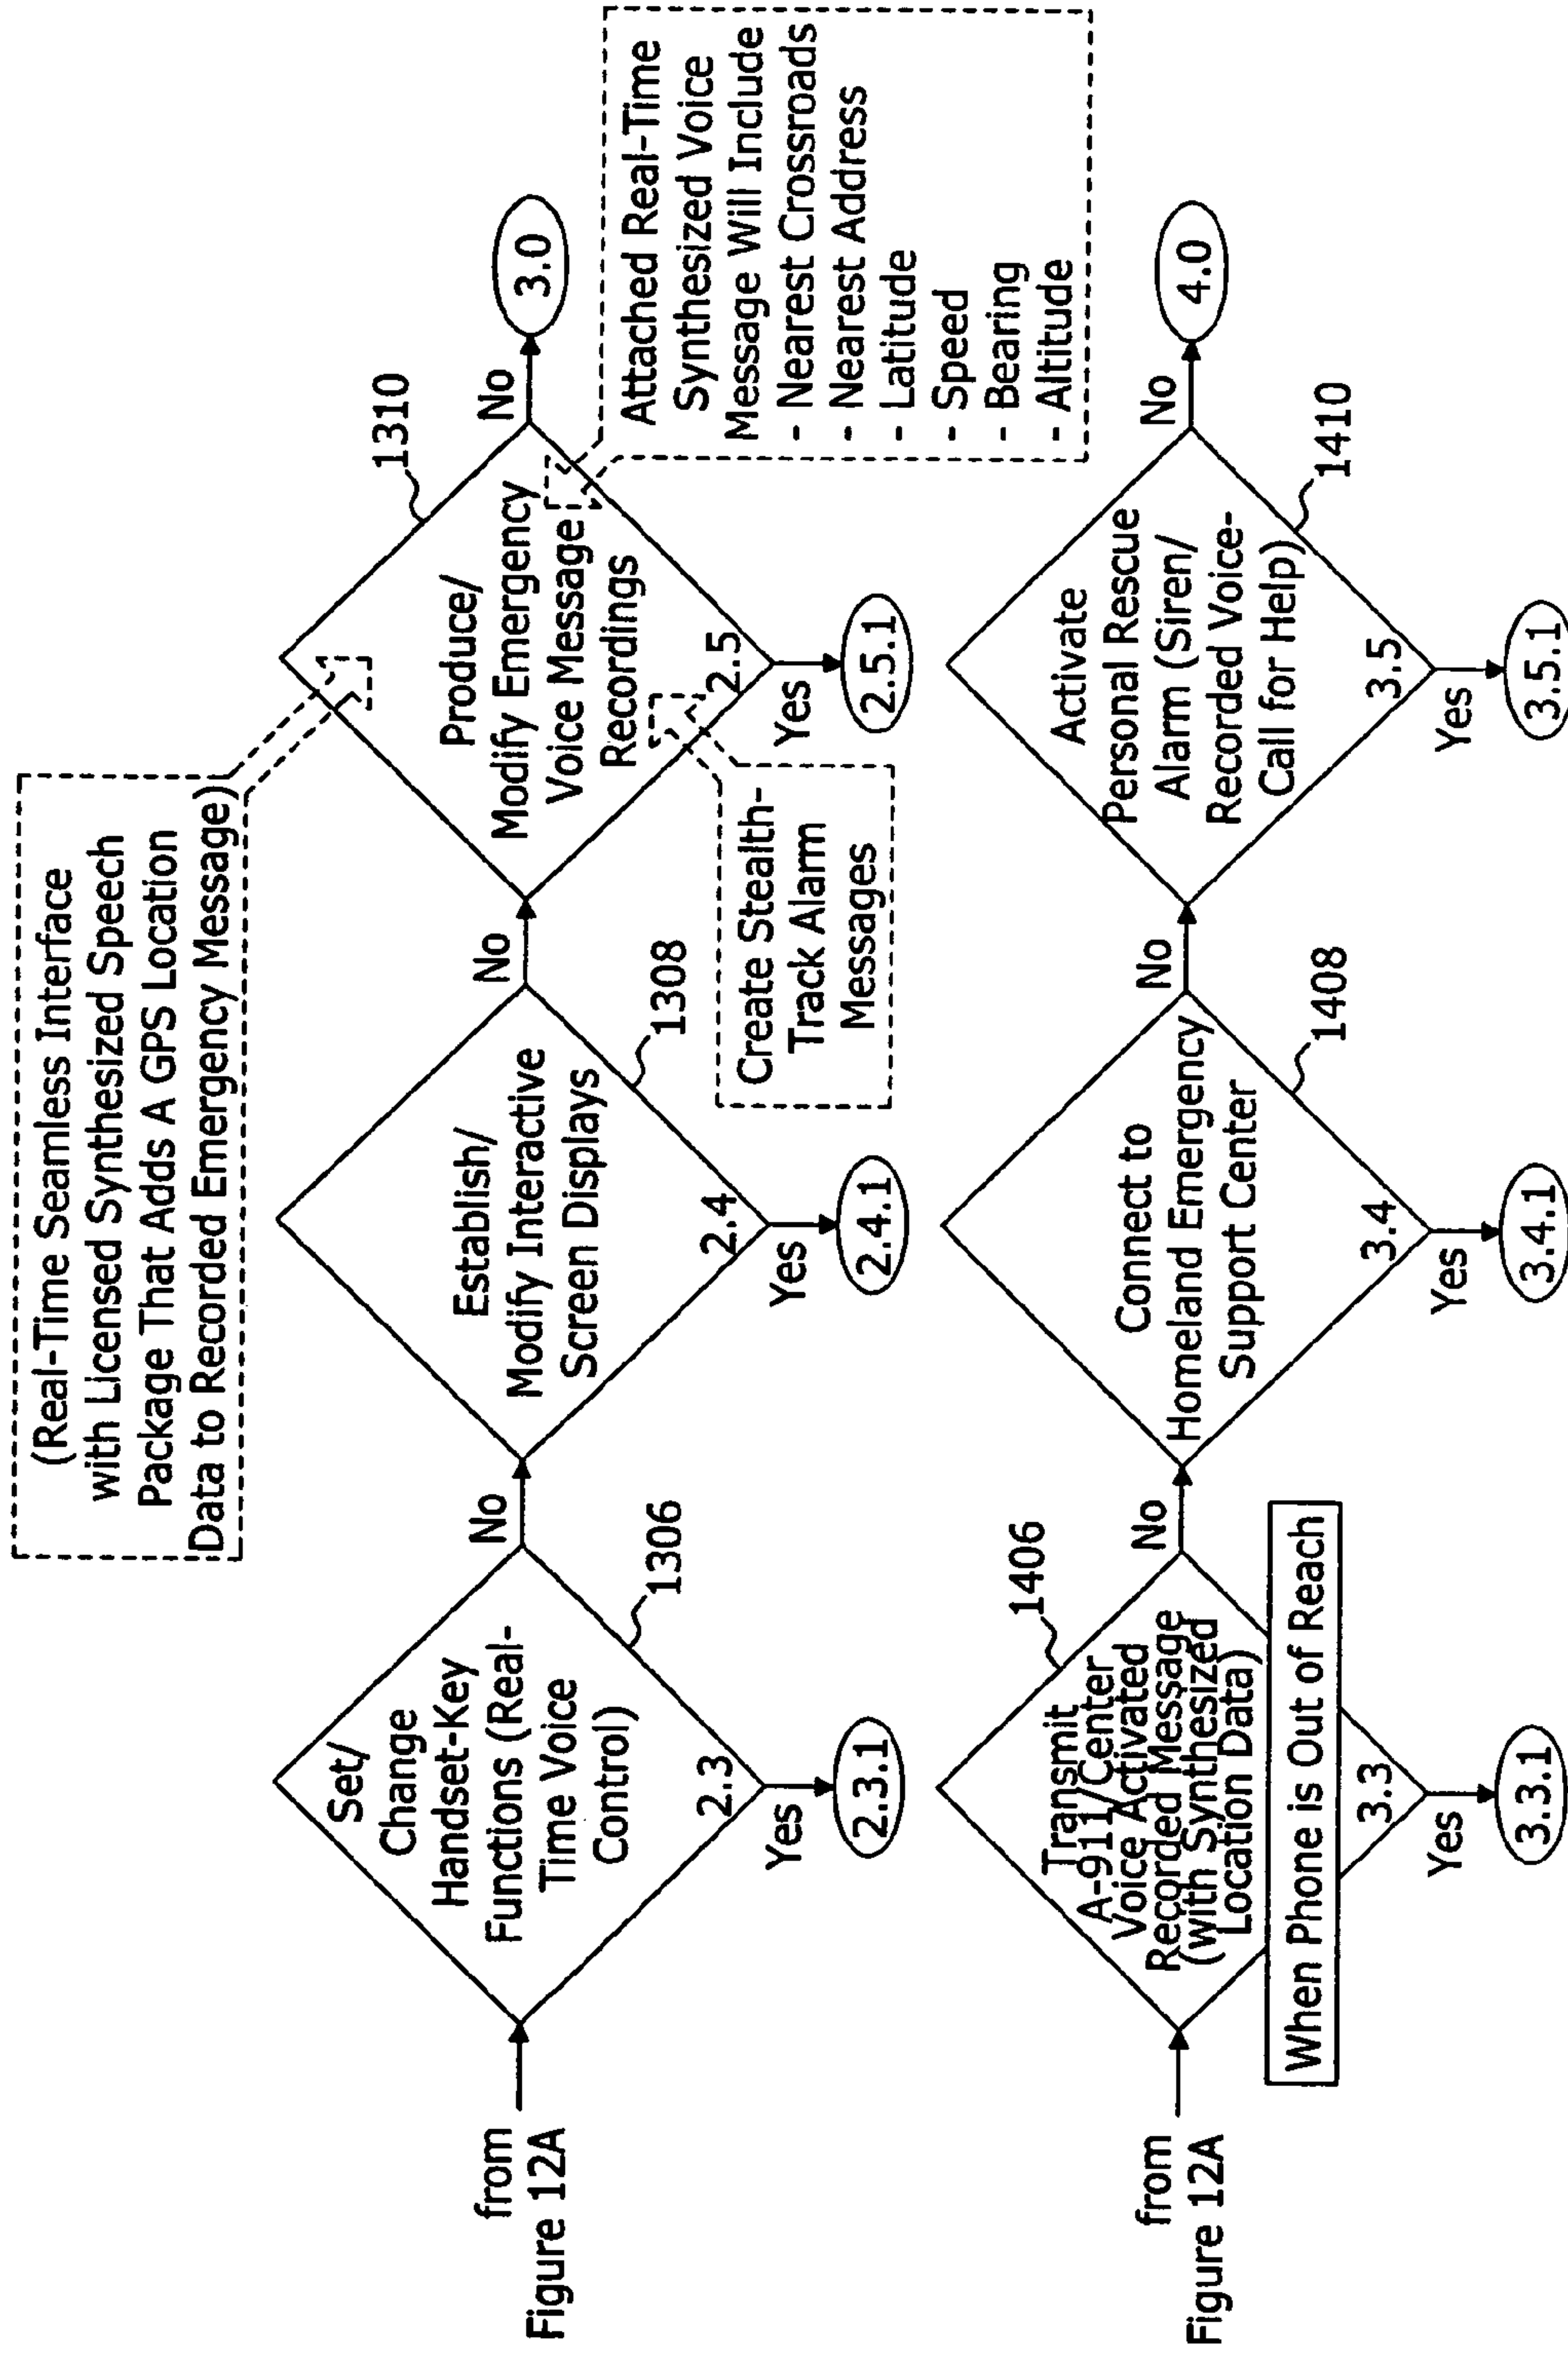 (Real-Time Seamless Interface
with Licensed Synthesized Speech
Package That Adds A GPS Location
Data to Recorded Emergency Message)
from
Figure 12A
Set/
Change
Handset-Key
Functions (Real-
Time Voice
Control)
2.3
1306
No
Yes
2.3.1
Establish/
Modify Interactive
Screen Displays
2.4
1308
No
Yes
2.4.1
Produce/
Modify Emergency
Voice Message
Recordings
2.5
1310
No
3.0
Yes
2.5.1
Create Stealth-
Track Alarm
Messages
Attached Real-Time
Synthesized Voice
Message Will Include
- Nearest Crossroads
- Nearest Address
- Latitude
- Speed
- Bearing
- Altitude
from
Figure 12A
Transmit
A-911/Center
Voice Activated
Recorded Message
(with Synthesized
Location Data)
When Phone is Out of Reach
3.3
1406
No
Yes
3.3.1
Connect to
Homeland Emergency
Support Center
3.4
1408
No
Yes
3.4.1
Activate
Personal Rescue
Alarm (Siren/
Recorded Voice-
Call for Help)
3.5
1410
No
4.0
Yes
3.5.1